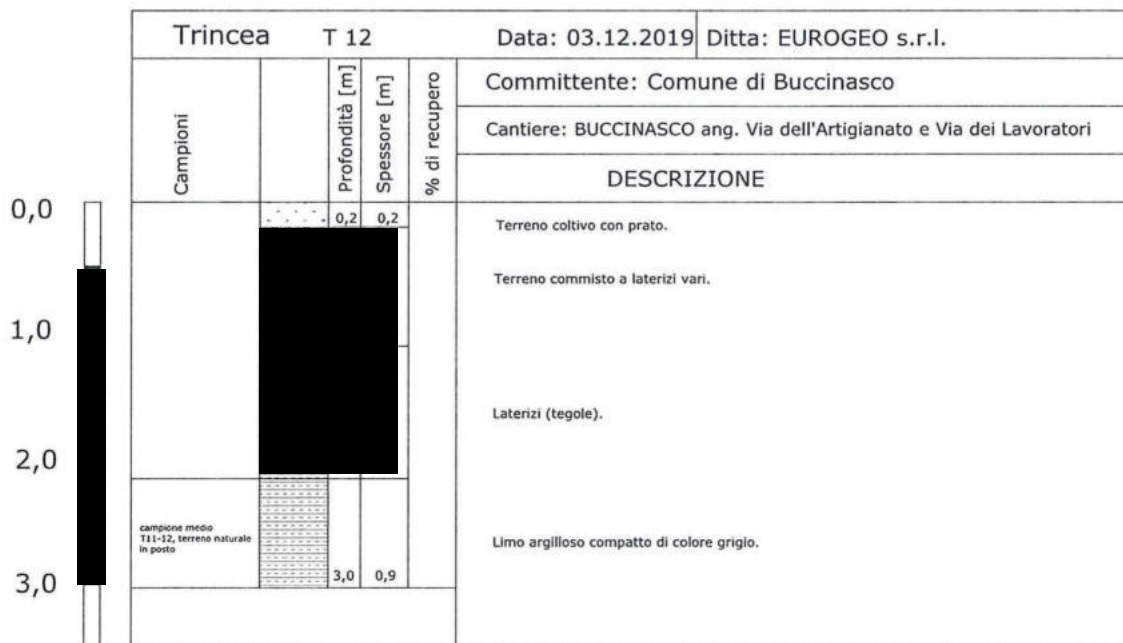 Trincea T 12 Data: 03.12.2019 Ditta: EUROGEO s.r.l.
Campioni
Profondità [m]
Spessore [m]
% di recupero
Committente: Comune di Buccinasco
Cantiere: BUCCINASCO ang. Via dell'Artigianato e Via dei Lavoratori
DESCRIZIONE
0,0
0,2 0,2
Terreno coltivo con prato.
Terreno commisto a laterizi vari.
1,0
Laterizi (tegole).
2,0
campione medio
T11-12, terreno naturale
in posto
Limo argilloso compatto di colore grigio.
3,0 0,9
3,0